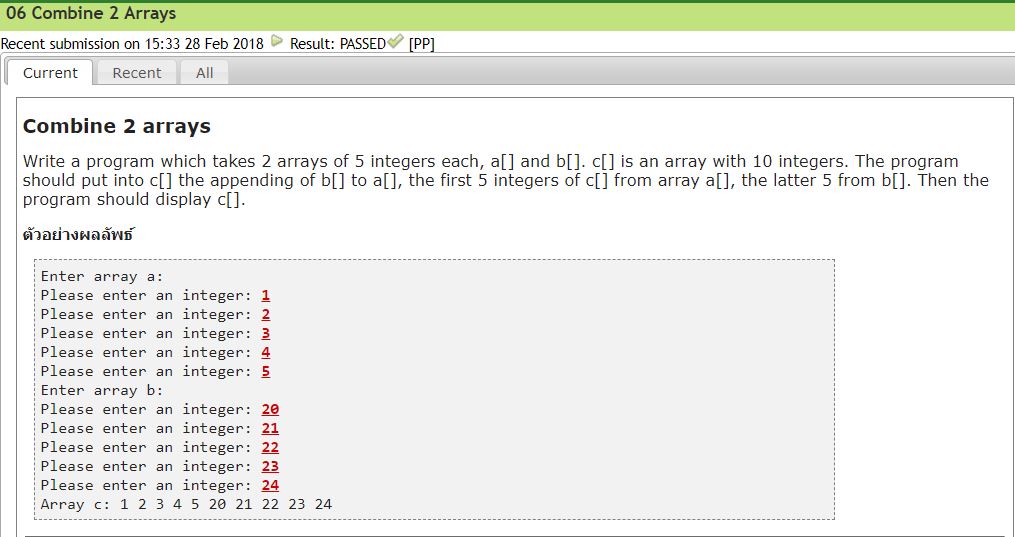 06 Combine 2 Arrays
Recent submission on 15:33 28 Feb 2018 Result: PASSED [PP]
Current Recent All
Combine 2 arrays
Write a program which takes 2 arrays of 5 integers each, a[] and b[]. c[] is an array with 10 integers. The program
should put into c[] the appending of b[] to a[], the first 5 integers of c[] from array a[], the latter 5 from b[]. Then the
program should display c[].
ตัวอย่างผลลัพธ์
Enter array a:
Please enter an integer: 1
Please enter an integer: 2
Please enter an integer: 3
Please enter an integer: 4
Please enter an integer: 5
Enter array b:
Please enter an integer: 20
Please enter an integer: 21
Please enter an integer: 22
Please enter an integer: 23
Please enter an integer: 24
Array c: 1 2 3 4 5 20 21 22 23 24